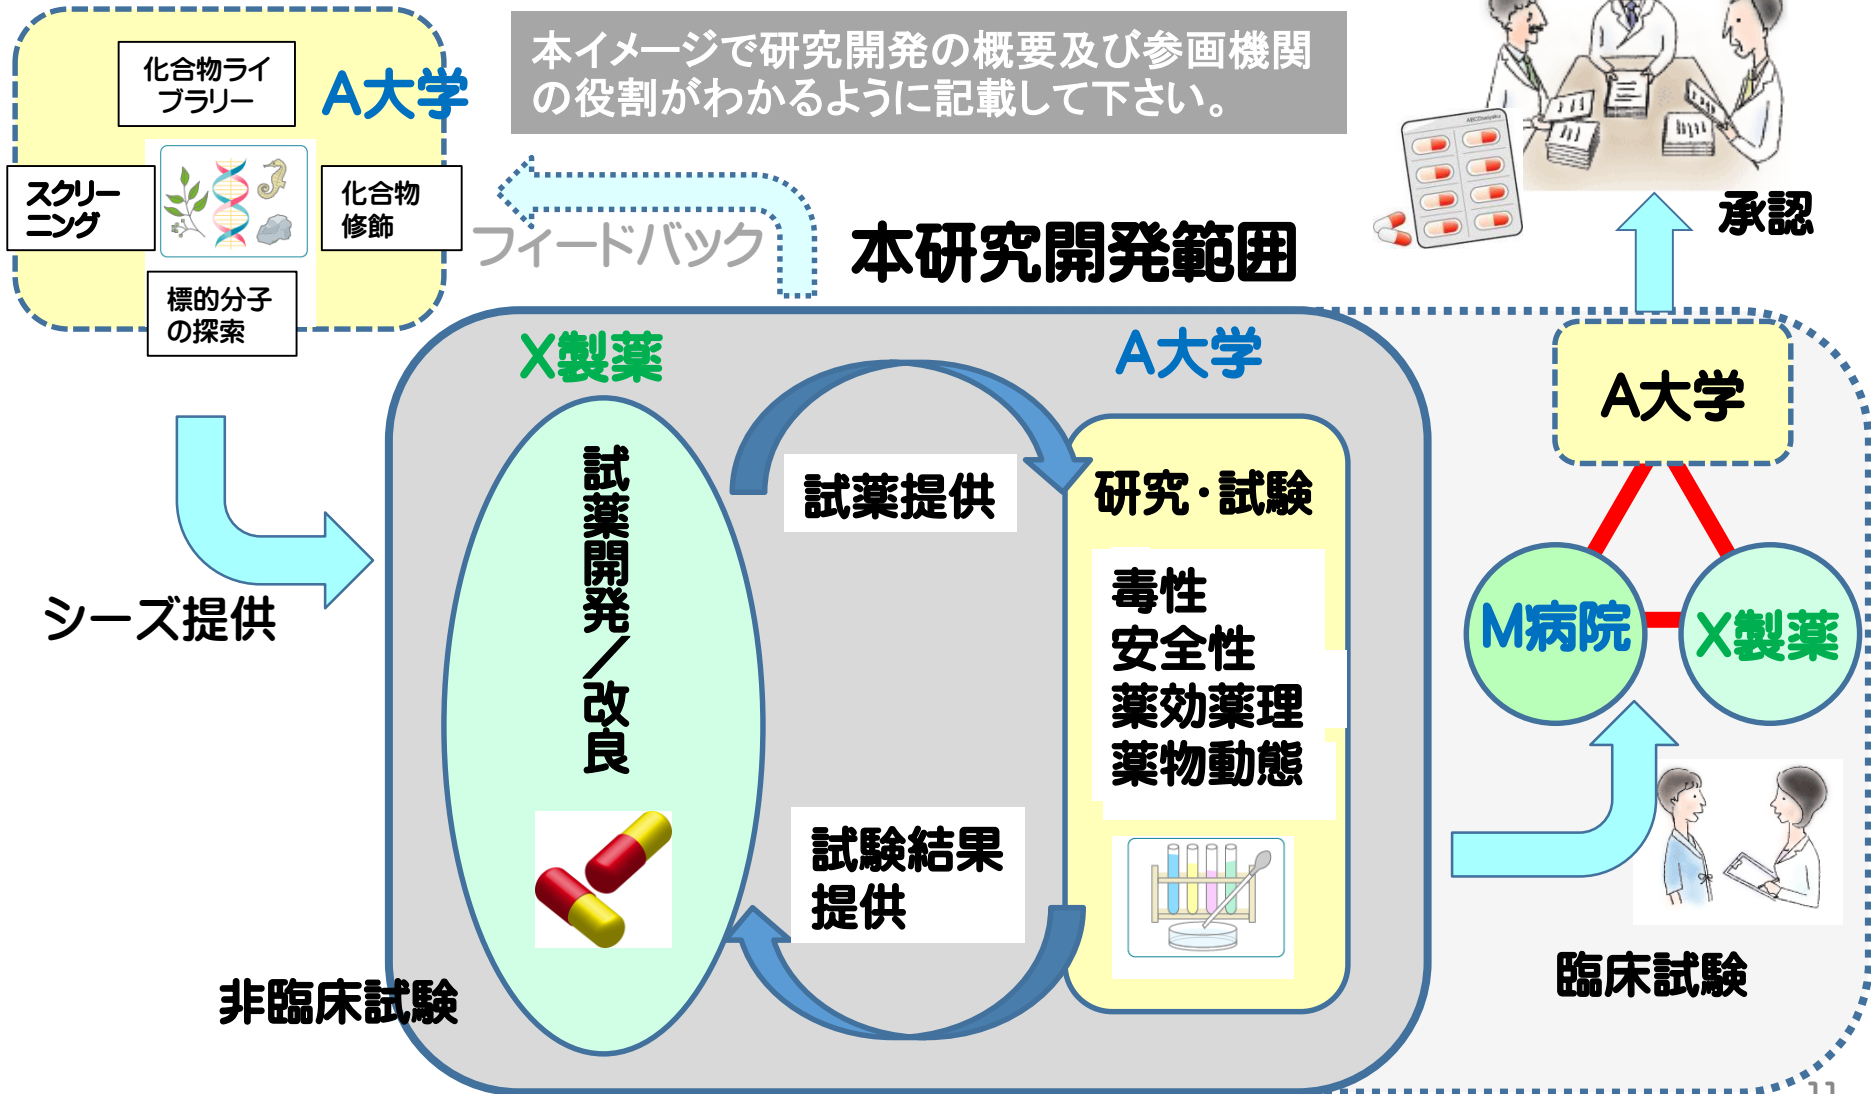 本イメージで研究開発の概要及び参画機関
の役割がわかるように記載して下さい。
化合物ライ
ブラリー
A大学
スクリー
ニング
化合物
修飾
標的分子
の探索
フィードバック
本研究開発範囲
承認
X製薬
A大学
A大学
試薬開発/改良
試薬提供
研究・試験
毒性
安全性
薬効薬理
薬物動態
M病院
X製薬
シーズ提供
試験結果
提供
非臨床試験
臨床試験